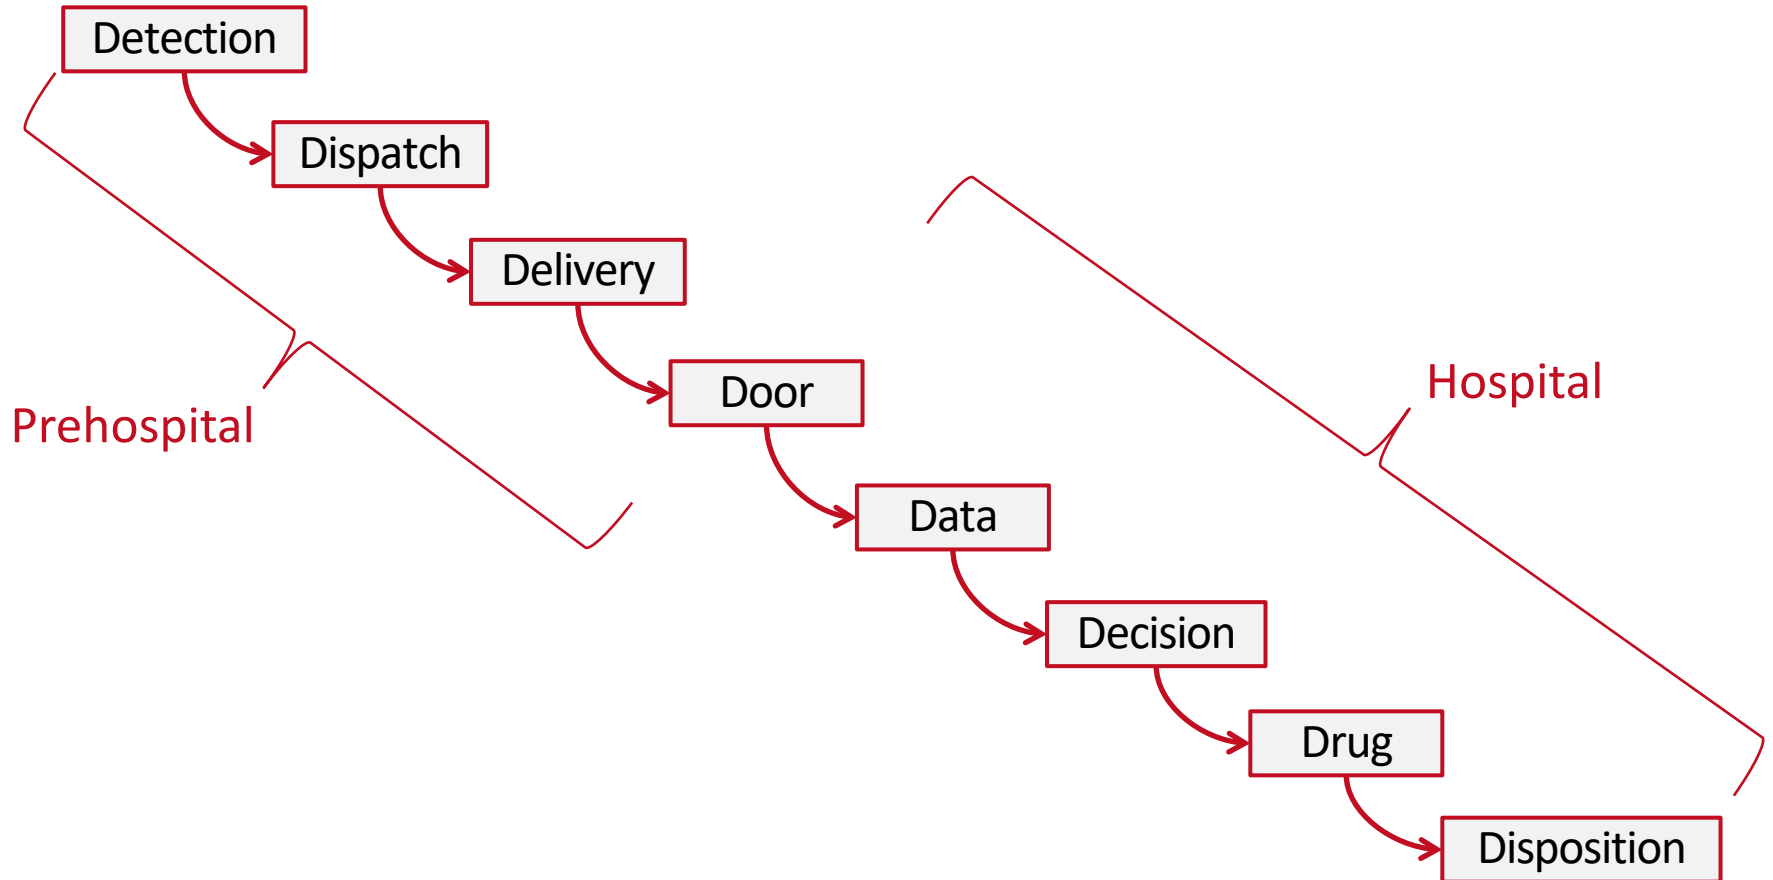 Detection
Dispatch
Delivery
Door
Hospital
Prehospital
Data
Decision
Drug
Disposition